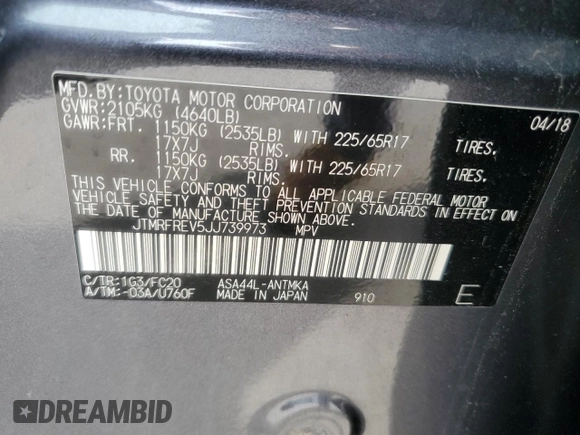 MFD.BY:TOYOTA MOTOR CORPORATION 04/18
GVWR:2105KG (4640LB)
GAWR:FRT. 1150KG (2535LB) WITH 225/65R17 TIRES.
17X7J RIMS.
RR. 1150KG (2535LB) WITH 225/65R17 TIRES.
17X7J RIMS.
THIS VEHICLE CONFORMS TO ALL APPLICABLE FEDERAL MOTOR
VEHICLE SAFETY AND THEFT PREVENTION STANDARDS IN
EFFECT ON THE DATE OF MANUFACTURE SHOWN ABOVE.
JTMRFREV5JJ739973 MPV
C/TR:1G3/FC20 ASA44L-ANTMKA
A/TM:-03A/U760F MADE IN JAPAN 910 E
DREAMBID